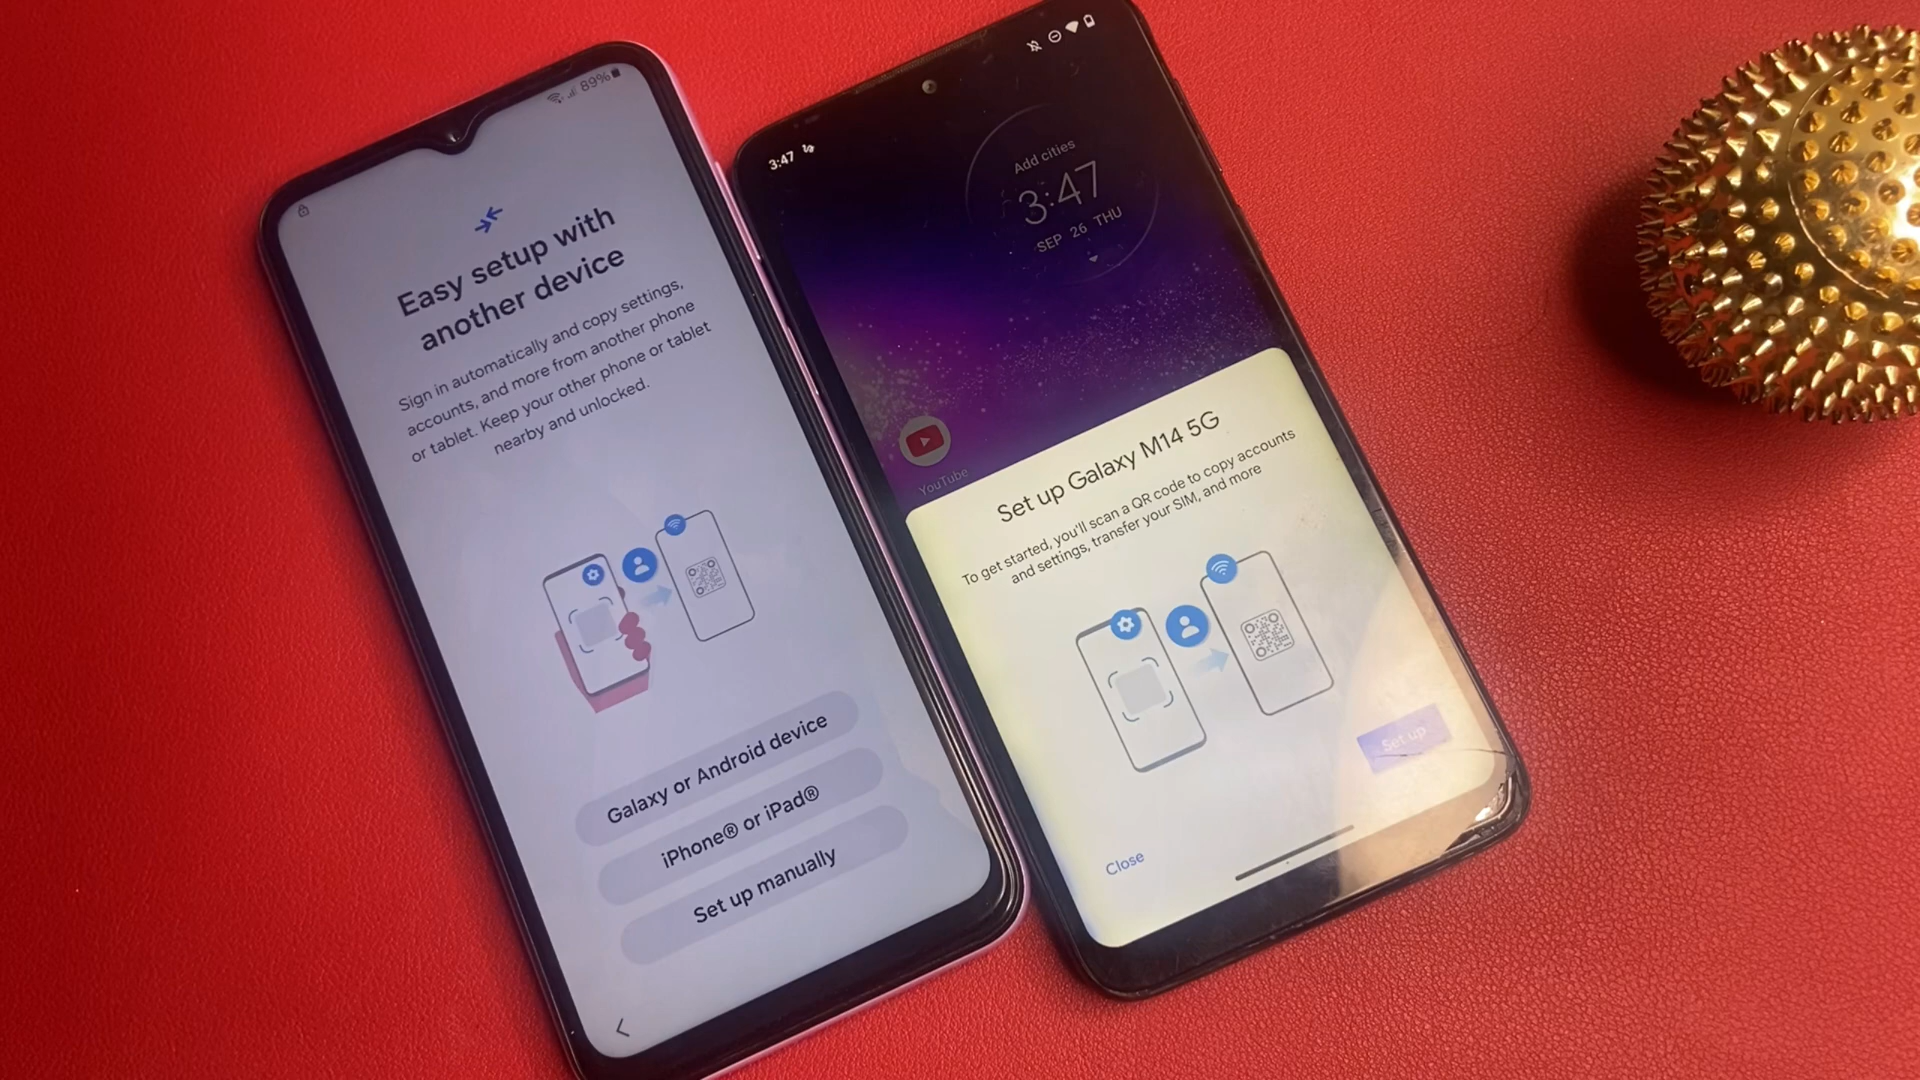 89%
Easy setup with
another device
Sign in automatically and copy settings,
accounts, and more from another phone
or tablet. Keep your other phone or tablet
nearby and unlocked.
Galaxy or Android device
iPhone® or iPad®
Set up manually
3:47
Add cities
3:47
SEP 26 THU
YouTube
Set up Galaxy M14 5G
To get started, you'll scan a QR code to copy accounts
and settings, transfer your SIM, and more
Set up
Close